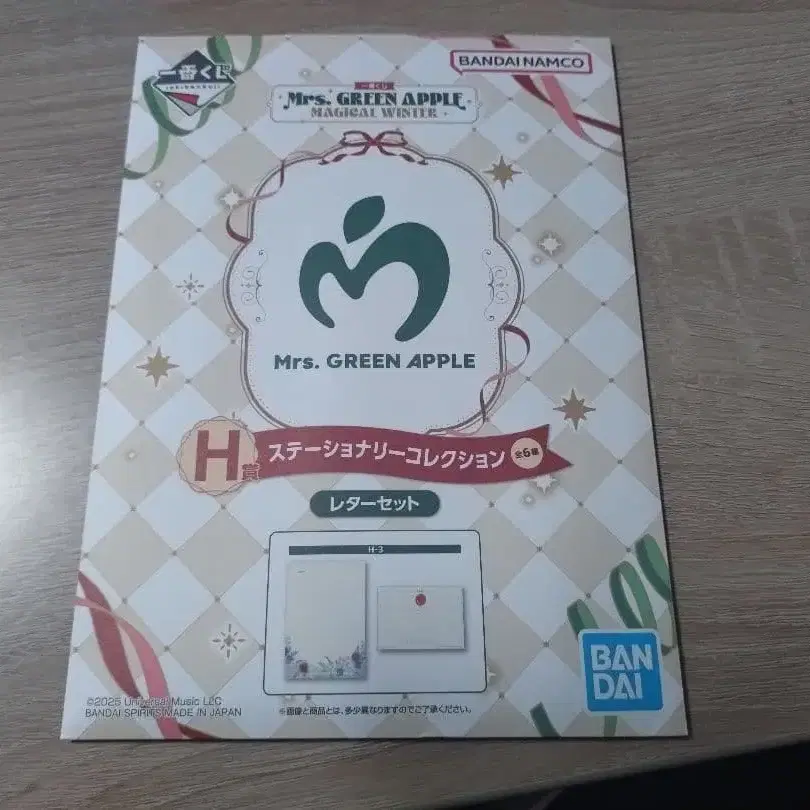 一番くじ
ichiban kuji
BANDAI NAMCO
一番くじ
Mrs. GREEN APPLE
MAGICAL WINTER
Mrs. GREEN APPLE
H賞
ステーショナリーコレクション 全6種
レターセット
H-3
BAN
DAI
©2025 Universal Music LLC
BANDAI SPIRITS MADE IN JAPAN
※画像と商品とは、多少異なりますのでご了承ください。